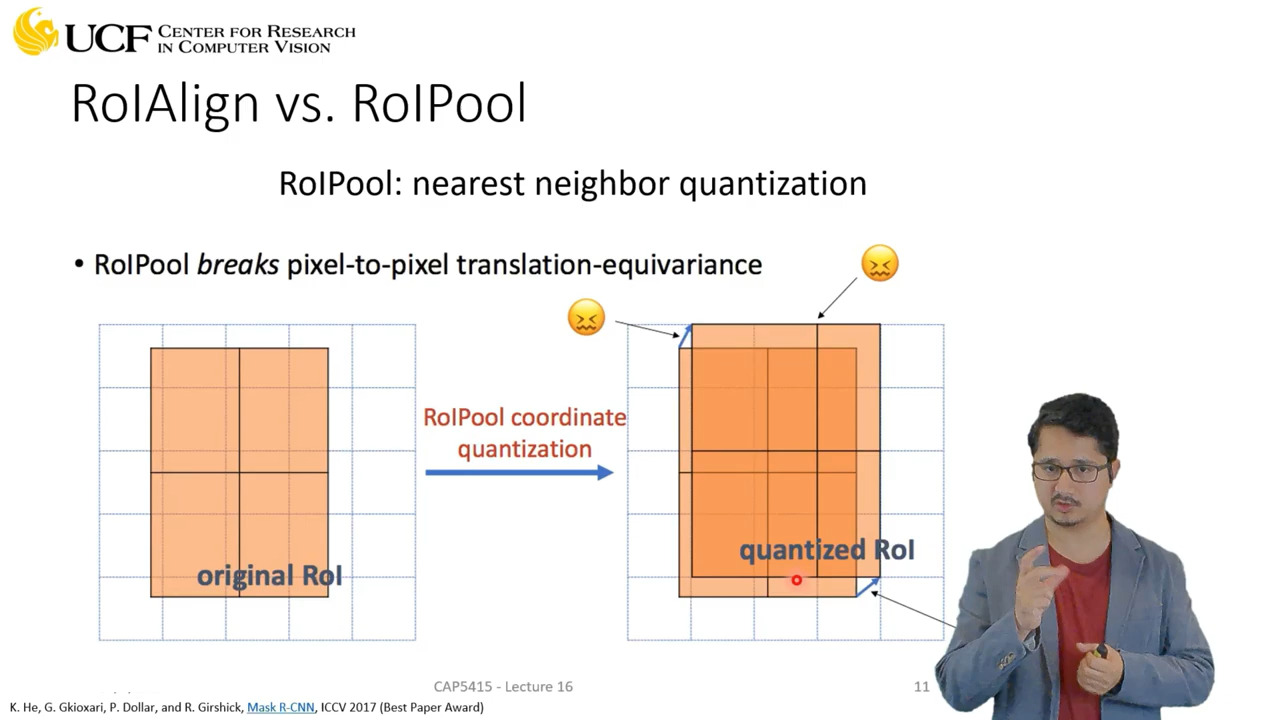 UCF CENTER FOR RESEARCH
IN COMPUTER VISION
RoIAlign vs. RoIPool
RoIPool: nearest neighbor quantization
• RoIPool breaks pixel-to-pixel translation-equivariance
RoIPool coordinate
quantization
quantized RoI
original RoI
CAP5415 - Lecture 16
11
K. He, G. Gkioxari, P. Dollar, and R. Girshick, Mask R-CNN, ICCV 2017 (Best Paper Award)